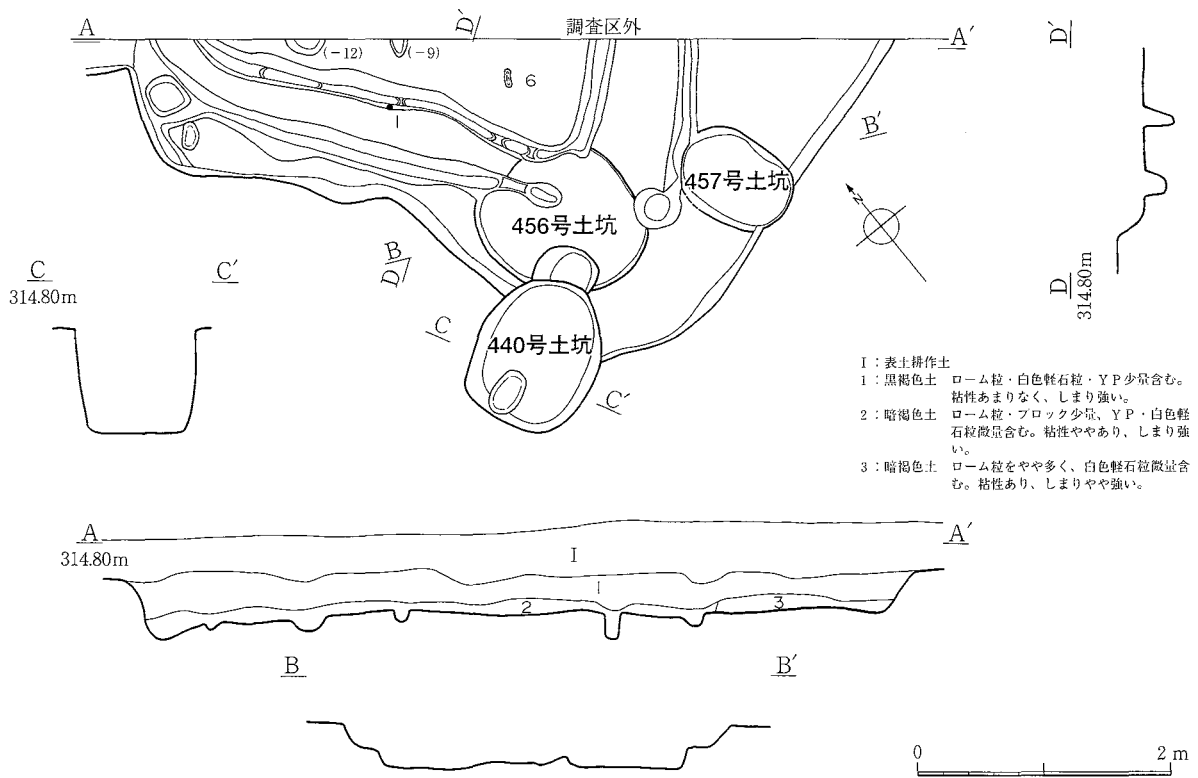 A
D′
調査区外
A′
D′
(-12)
(-9)
6
1
B′
457号土坑
N
456号土坑
B
D
C
C′
314.80m
D
314.80m
C
440号土坑
C′
I：表土耕作土
1：黒褐色土 ローム粒・白色軽石粒・YP少量含む。
粘性あまりなく、しまり強い。
2：暗褐色土 ローム粒・ブロック少量、YP・白色軽
石粒微量含む。粘性ややあり、しまり強
い。
3：暗褐色土 ローム粒をやや多く、白色軽石粒微量含
む。粘性あり、しまりやや強い。
A
A′
314.80m
I
1
2
3
B
B′
0
2m